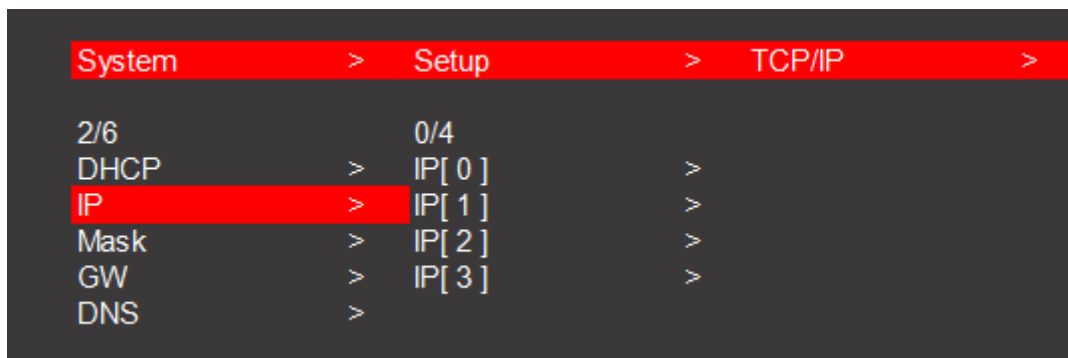 System > Setup > TCP/IP >
2/6 0/4
DHCP > IP[ 0 ] >
IP > IP[ 1 ] >
Mask > IP[ 2 ] >
GW > IP[ 3 ] >
DNS >